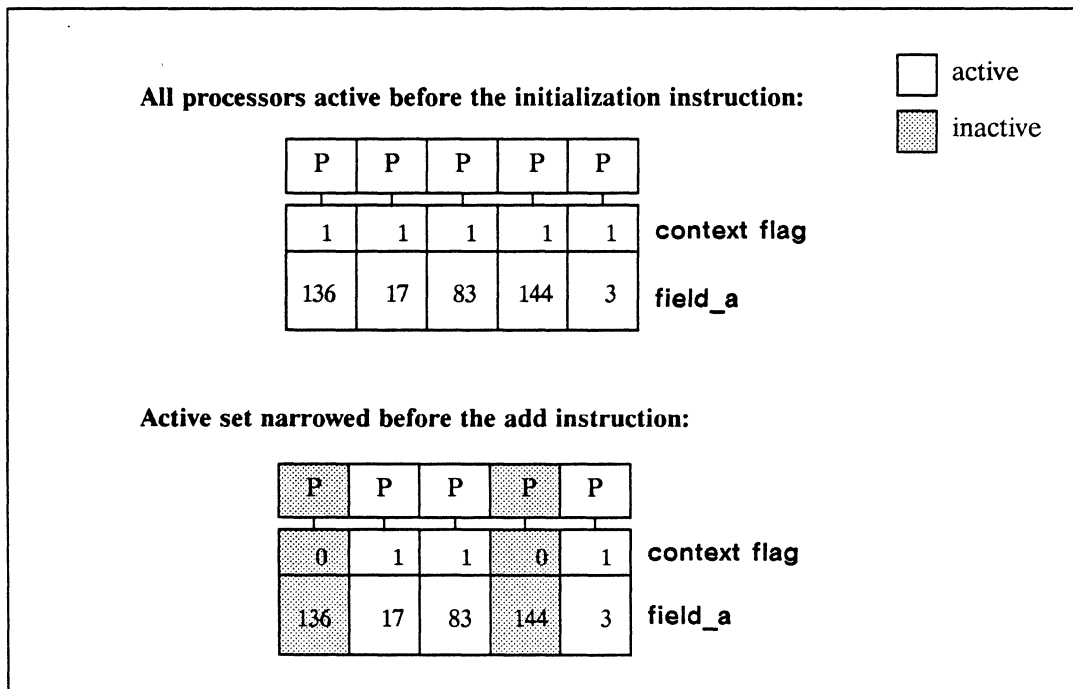 active
All processors active before the initialization instruction:
inactive
P P P P P
1 1 1 1 1 context flag
136 17 83 144 3 field_a
Active set narrowed before the add instruction:
P P P P P
0 1 1 0 1 context flag
136 17 83 144 3 field_a